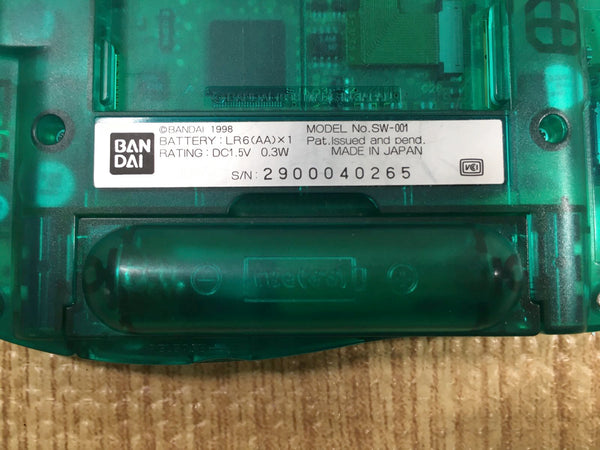 BAN
DAI
©BANDAI 1998
BATTERY:LR6(AA)×1
RATING: DC1.5V 0.3W
MODEL No.SW-001
Pat.Issued and pend.
MADE IN JAPAN
S/N: 2900040265
VCI